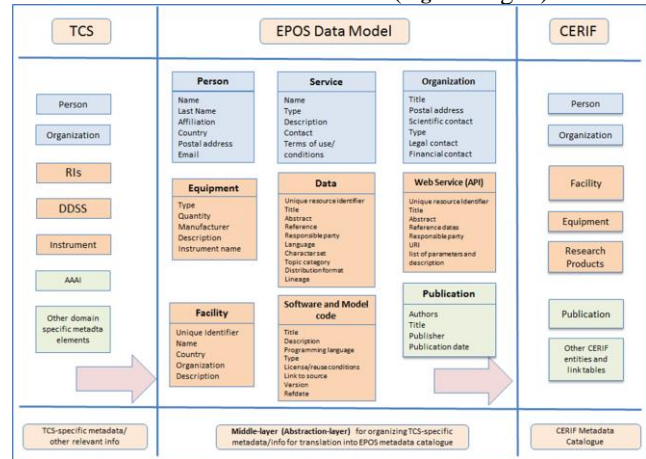 TCS
EPOS Data Model
CERIF
Person
Organization
RIs
DDSS
Instrument
AAAI
Other domain
specific metadta
elements
TCS-specific metadata/
other relevant info
Person
Name
Last Name
Affiliation
Country
Postal address
Email
Service
Name
Type
Description
Contact
Terms of use/
conditions
Organization
Title
Postal address
Scientific contact
Type
Legal contact
Financial contact
Equipment
Type
Quantity
Manufacturer
Description
Instrument name
Data
Unique resource identifier
Title
Abstract
Reference
Responsible party
Language
Character set
Topic category
Distribution format
Lineage
Web Service (API)
Unique resource identifier
Title
Abstract
Reference dates
Responsible party
URI
list of parameters and
description
Facility
Unique Identifier
Name
Country
Organization
Description
Software and Model
code
Title
Description
Programming language
Type
License/reuse conditions
Link to source
Version
Refdate
Publication
Authors
Title
Publisher
Publication date
Middle-layer (Abstraction-layer) for organizing TCS-specific
metadata/info for translation into EPOS metadata catalogue
Person
Organization
Facility
Equipment
Research
Products
Publication
Other CERIF
entities and
link tables
CERIF Metadata
Catalogue